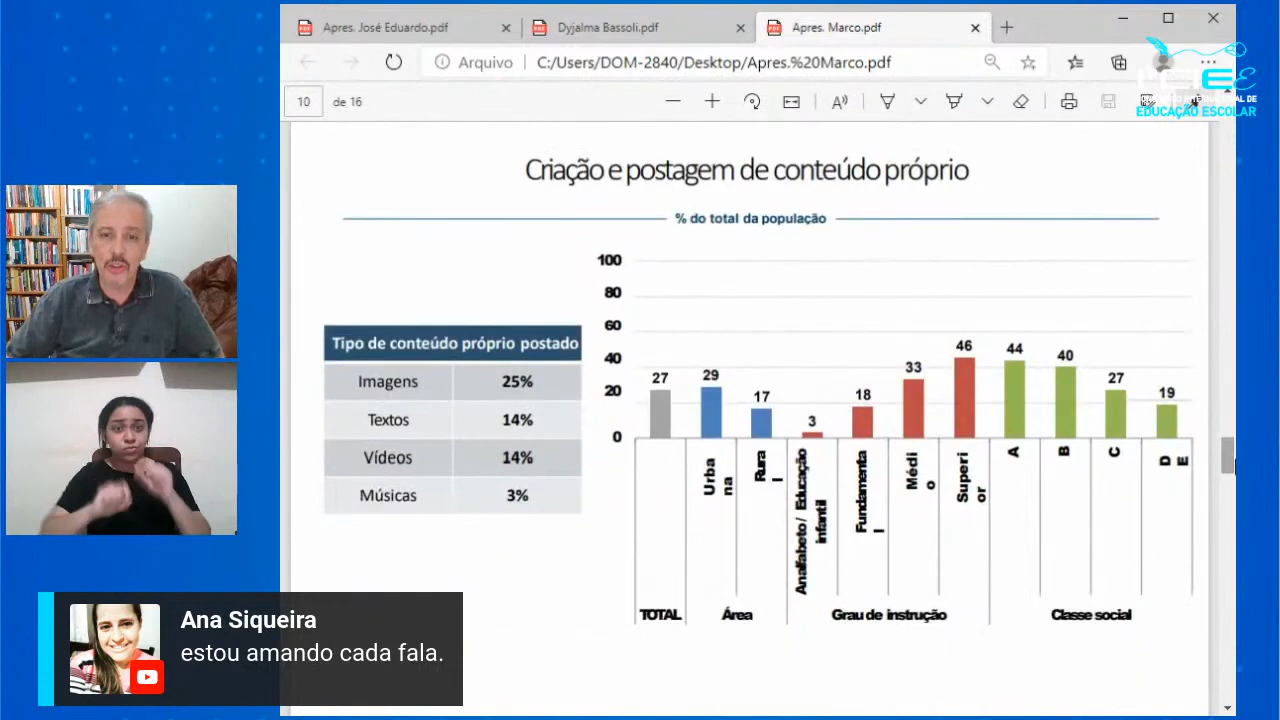 Apres. José Eduardo.pdf
Dyjalma Bassoli.pdf
Apres. Marco.pdf
Arquivo
C:/Users/DOM-2840/Desktop/Apres.%20Marco.pdf
10 de 16
EDUCAÇÃO ESCOLAR
Criação e postagem de conteúdo próprio
% do total da população
Tipo de conteúdo próprio postado
Imagens 25%
Textos 14%
Vídeos 14%
Músicas 3%
100
80
60
40
20
0
27
29
17
3
18
33
46
44
40
27
19
Urba
na
Rura
l
Analfabeto / Educação
infantil
Fundamenta
l
Médi
o
Superi
or
A
B
C
D
E
TOTAL
Área
Grau de instrução
Classe social
Ana Siqueira
estou amando cada fala.